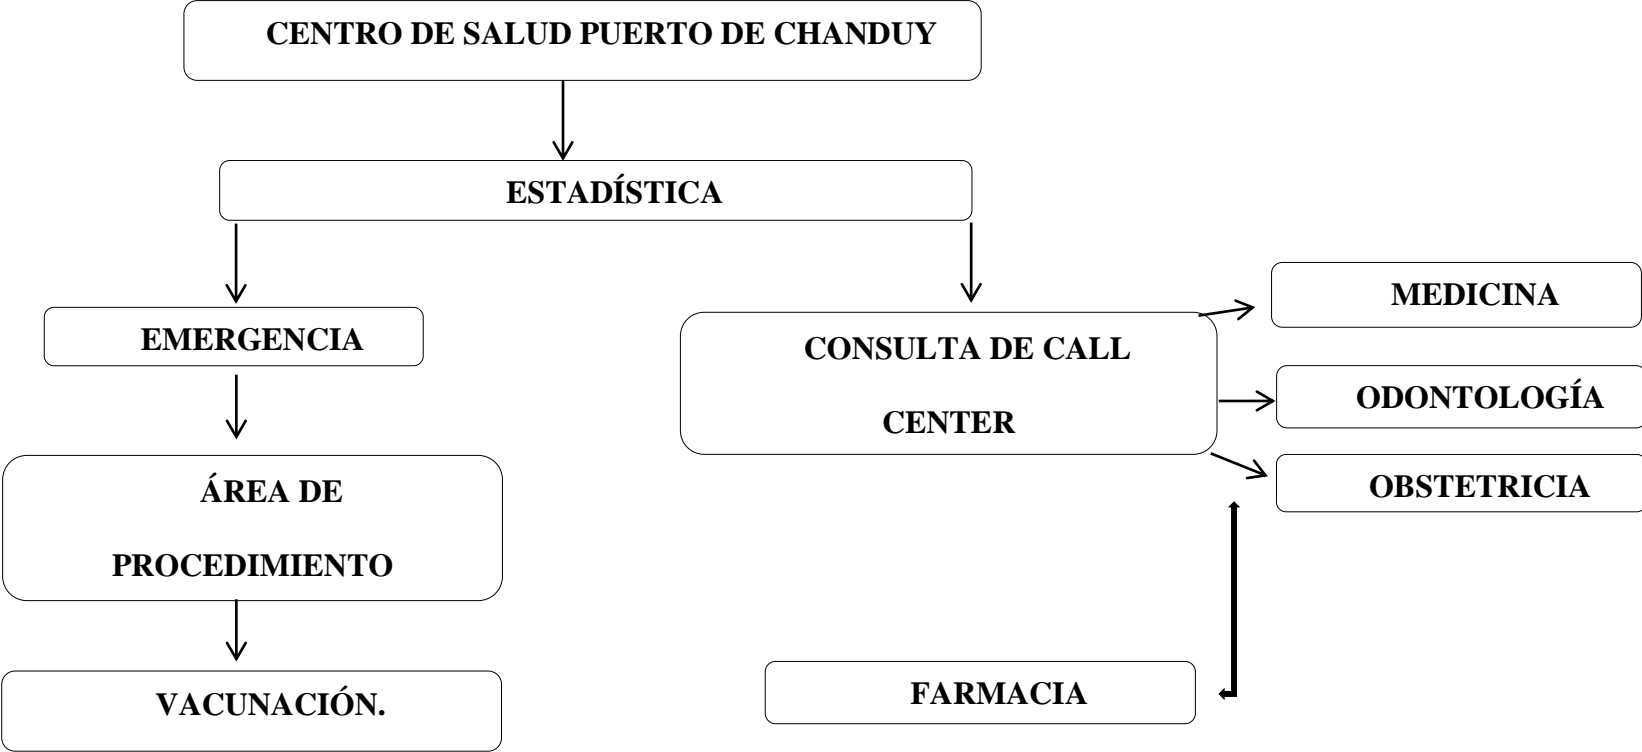 CENTRO DE SALUD PUERTO DE CHANDUY
ESTADÍSTICA
EMERGENCIA
ÁREA DE
PROCEDIMIENTO
VACUNACIÓN.
CONSULTA DE CALL
CENTER
MEDICINA
ODONTOLOGÍA
OBSTETRICIA
FARMACIA